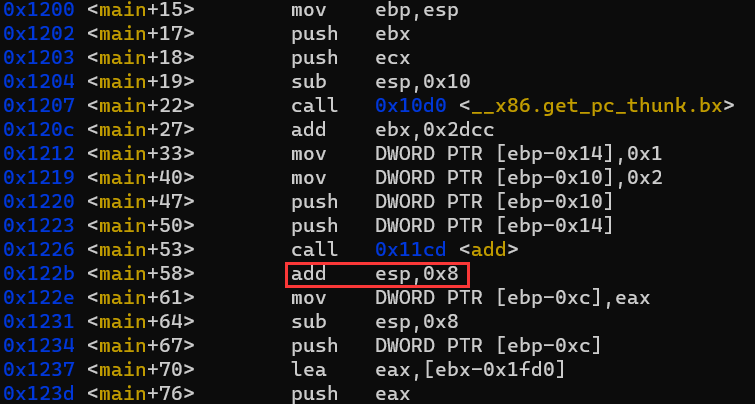 0x1200 <main+15> mov ebp,esp
0x1202 <main+17> push ebx
0x1203 <main+18> push ecx
0x1204 <main+19> sub esp,0x10
0x1207 <main+22> call 0x10d0 <__x86.get_pc_thunk.bx>
0x120c <main+27> add ebx,0x2dcc
0x1212 <main+33> mov DWORD PTR [ebp-0x14],0x1
0x1219 <main+40> mov DWORD PTR [ebp-0x10],0x2
0x1220 <main+47> push DWORD PTR [ebp-0x10]
0x1223 <main+50> push DWORD PTR [ebp-0x14]
0x1226 <main+53> call 0x11cd <add>
0x122b <main+58> add esp,0x8
0x122e <main+61> mov DWORD PTR [ebp-0xc],eax
0x1231 <main+64> sub esp,0x8
0x1234 <main+67> push DWORD PTR [ebp-0xc]
0x1237 <main+70> lea eax,[ebx-0x1fd0]
0x123d <main+76> push eax